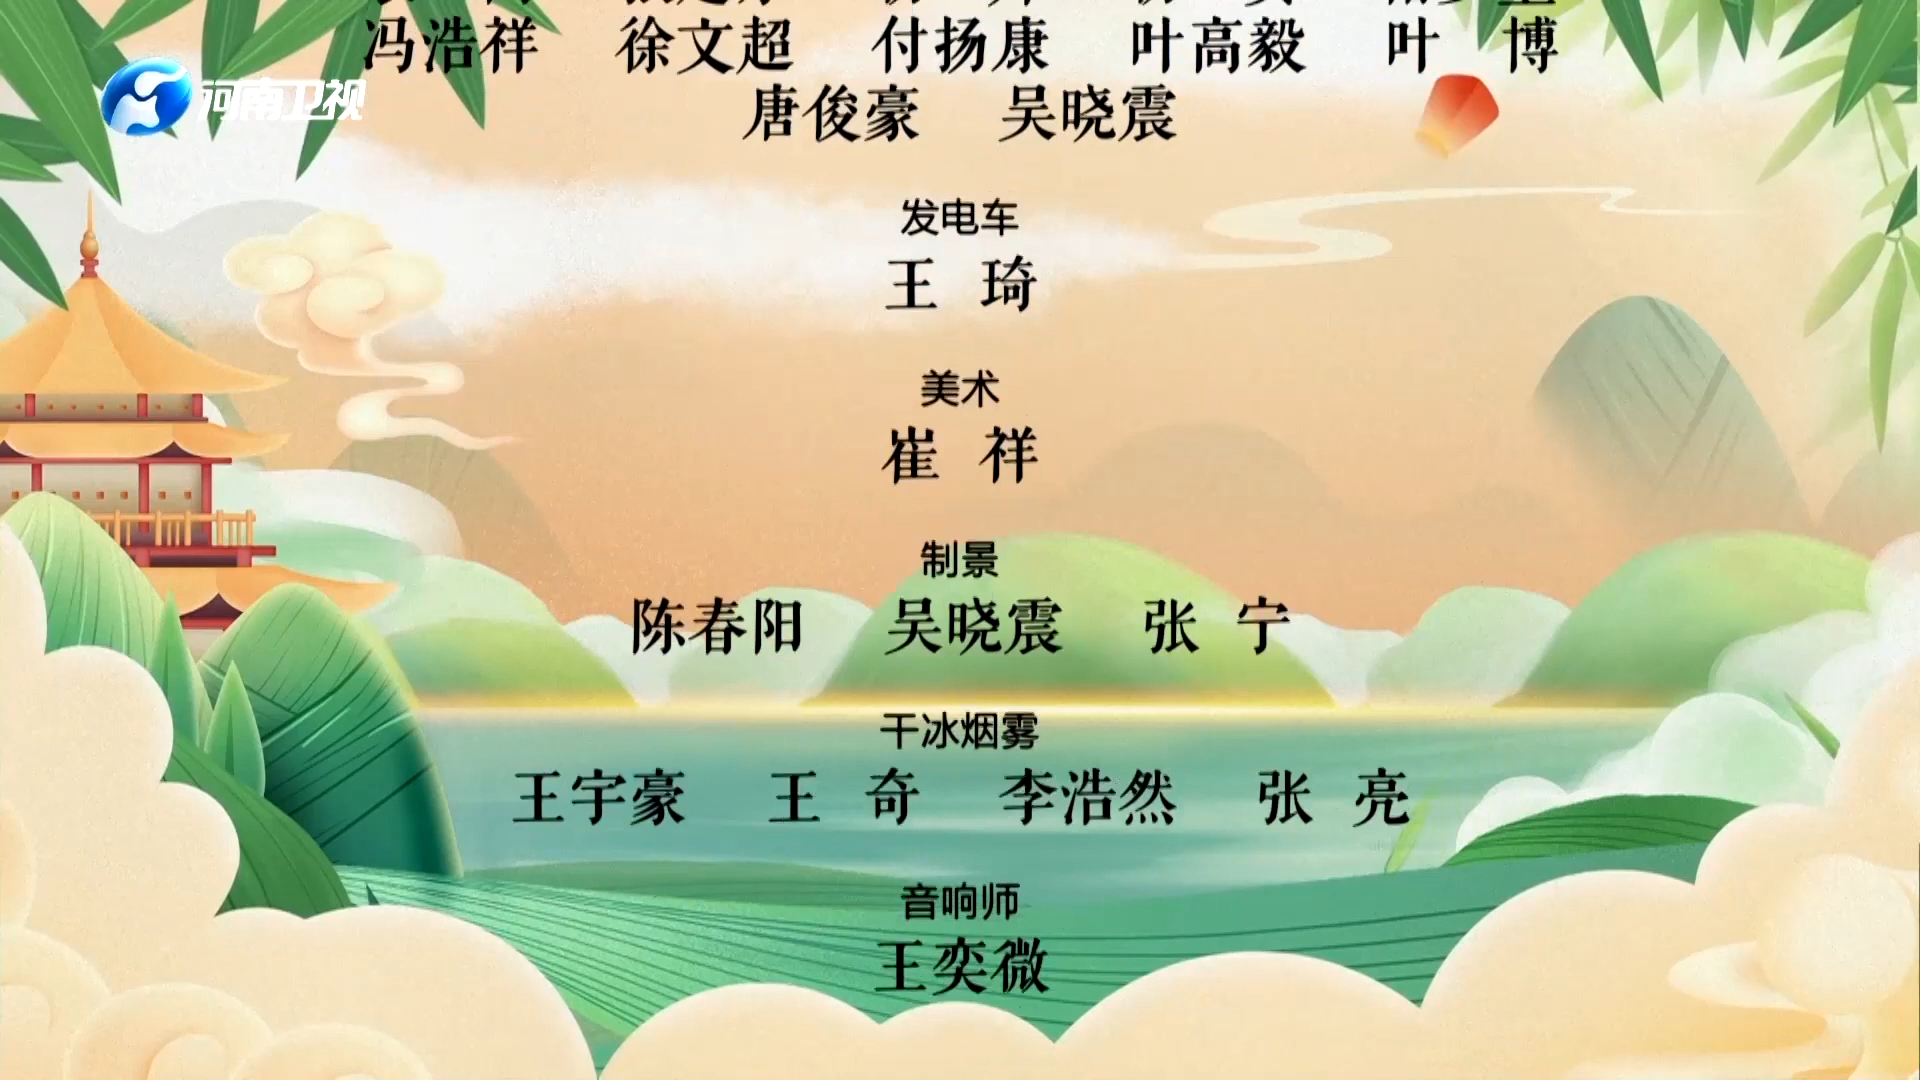 冯浩祥 徐文超 付扬康 叶高毅 叶 博
河南卫视
唐俊豪 吴晓震
发电车
王 琦
美术
崔 祥
制景
陈春阳 吴晓震 张 宁
干冰烟雾
王宇豪 王 奇 李浩然 张 亮
音响师
王奕微